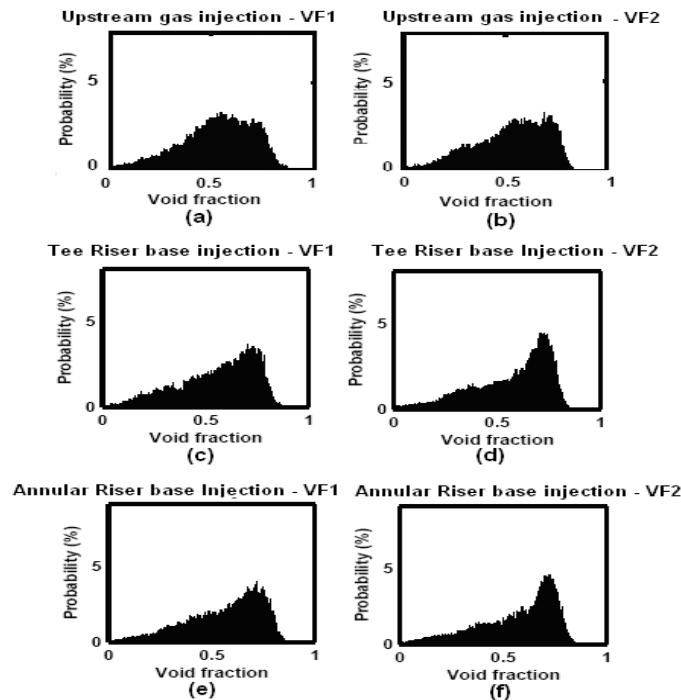 Upstream gas injection - VF1
Upstream gas injection - VF2
Probability (%)
5
0
0
0.5
1
Void fraction
(a)
Probability (%)
5
0
0
0.5
1
Void fraction
(b)
Tee Riser base injection - VF1
Tee Riser base Injection - VF2
Probability (%)
5
0
0
0.5
1
Void fraction
(c)
Probability (%)
5
0
0
0.5
1
Void fraction
(d)
Annular Riser base Injection - VF1
Annular Riser base injection - VF2
Probability (%)
5
0
0
0.5
1
Void fraction
(e)
Probability (%)
5
0
0
0.5
1
Void fraction
(f)